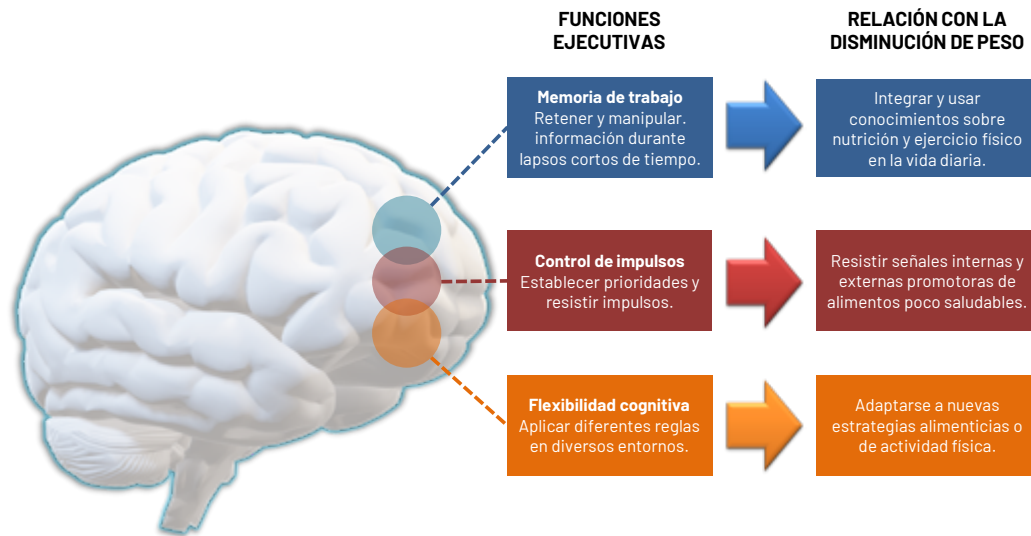 FUNCIONES
EJECUTIVAS
RELACIÓN CON LA
DISMINUCIÓN DE PESO
Memoria de trabajo
Retener y manipular.
información durante
lapsos cortos de tiempo.
Integrar y usar
conocimientos sobre
nutrición y ejercicio físico
en la vida diaria.
Control de impulsos
Establecer prioridades y
resistir impulsos.
Resistir señales internas y
externas promotoras de
alimentos poco saludables.
Flexibilidad cognitiva
Aplicar diferentes reglas
en diversos entornos.
Adaptarse a nuevas
estrategias alimenticias o
de actividad física.